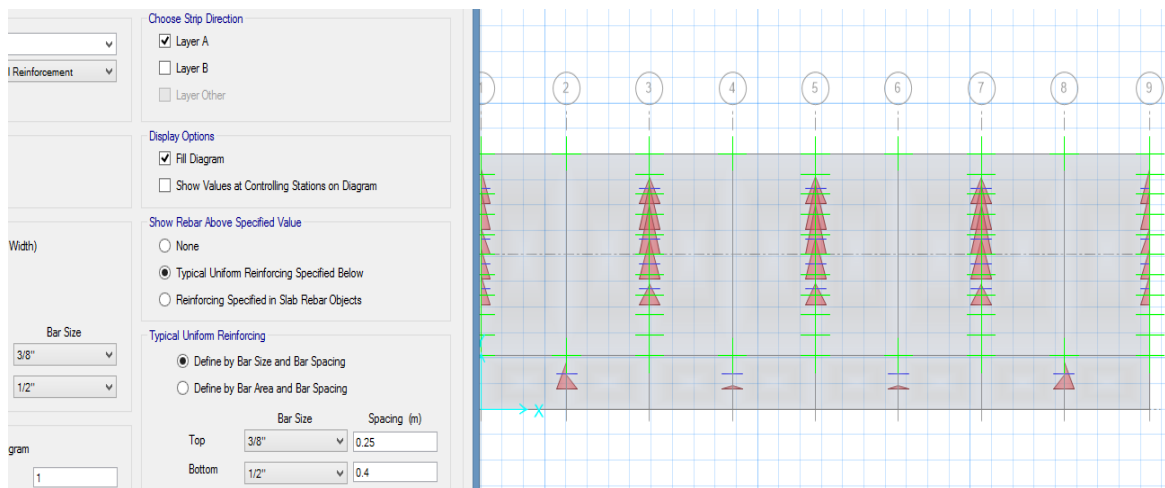 Choose Strip Direction
Layer A
Layer B
Layer Other
l Reinforcement
Display Options
Fill Diagram
Show Values at Controlling Stations on Diagram
Show Rebar Above Specified Value
None
Typical Uniform Reinforcing Specified Below
Reinforcing Specified in Slab Rebar Objects
Width)
Bar Size
3/8"
1/2"
Typical Uniform Reinforcing
Define by Bar Size and Bar Spacing
Define by Bar Area and Bar Spacing
Bar Size Spacing (m)
Top 3/8" 0.25
Bottom 1/2" 0.4
gram
1
1 2 3 4 5 6 7 8 9
X